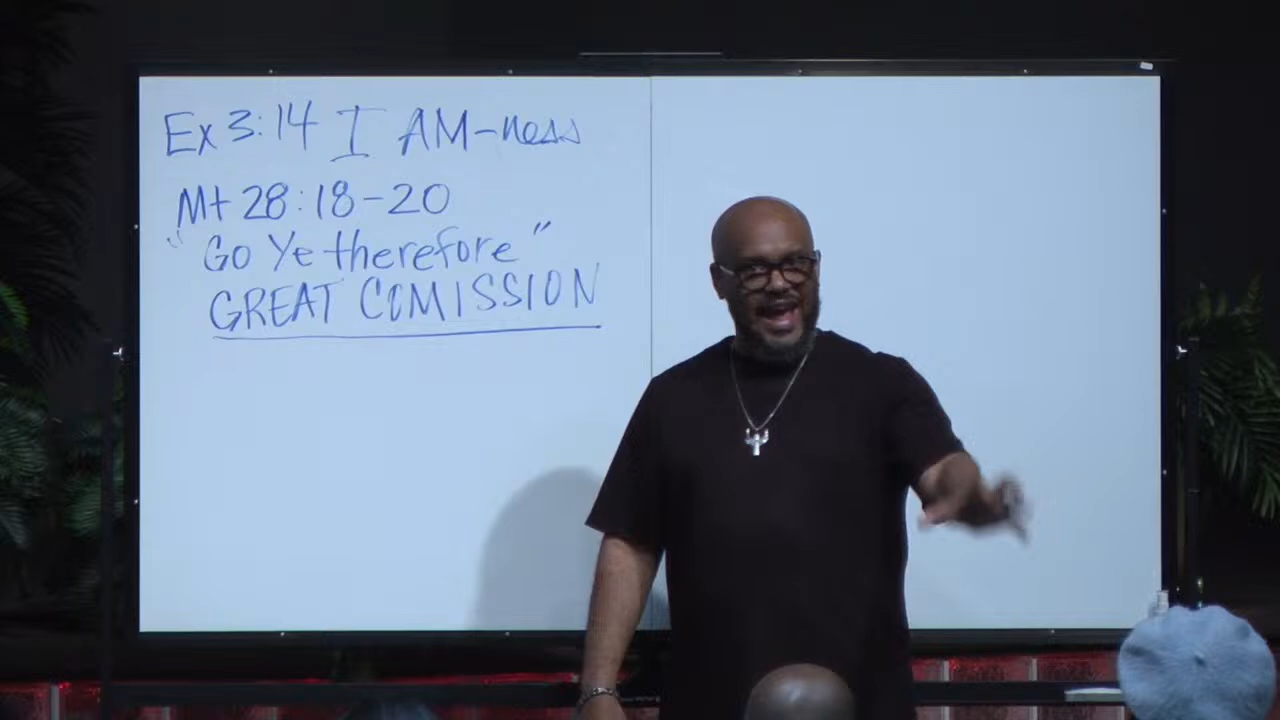 Ex 3:14 I AM-ness
Mt 28:18-20
"Go Ye therefore"
GREAT COMISSION